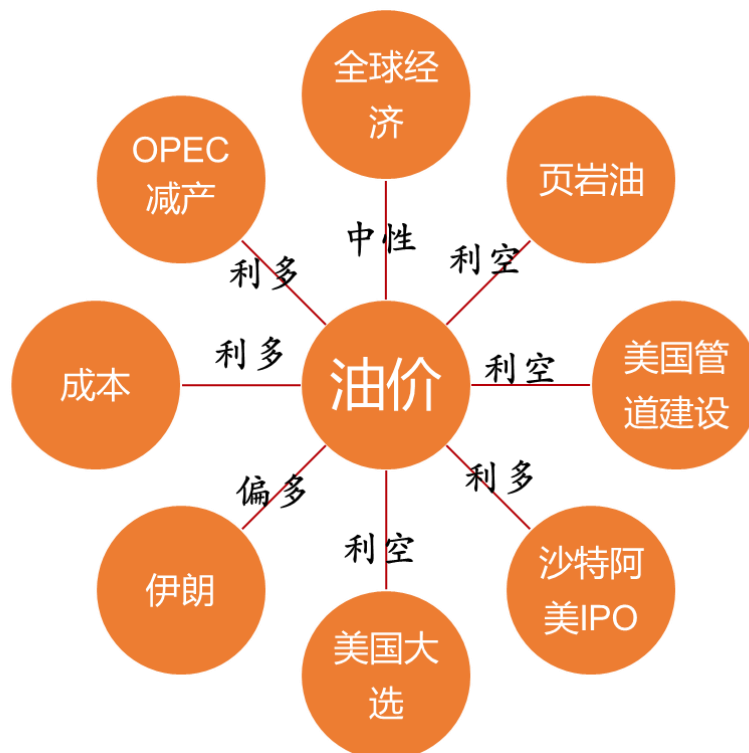 全球经
济
OPEC
减产
页岩油
中性
利多
利空
成本
利多
油价
利空
美国管
道建设
偏多
利多
伊朗
利空
沙特阿
美IPO
美国大
选